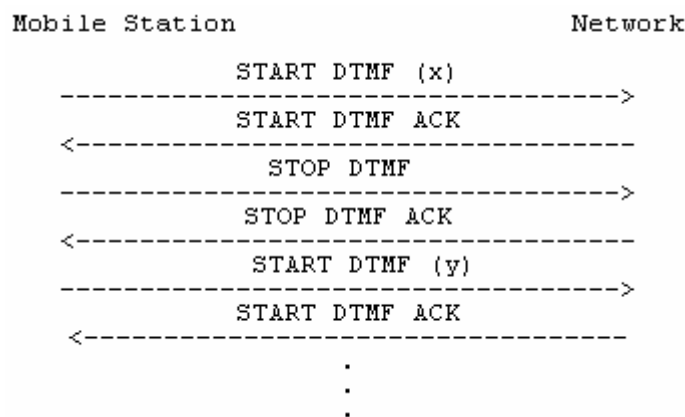 Mobile Station Network
START DTMF (x)
----------------------------------->
START DTMF ACK
<-----------------------------------
STOP DTMF
----------------------------------->
STOP DTMF ACK
<-----------------------------------
START DTMF (y)
----------------------------------->
START DTMF ACK
<----------------------------------
.
.
.